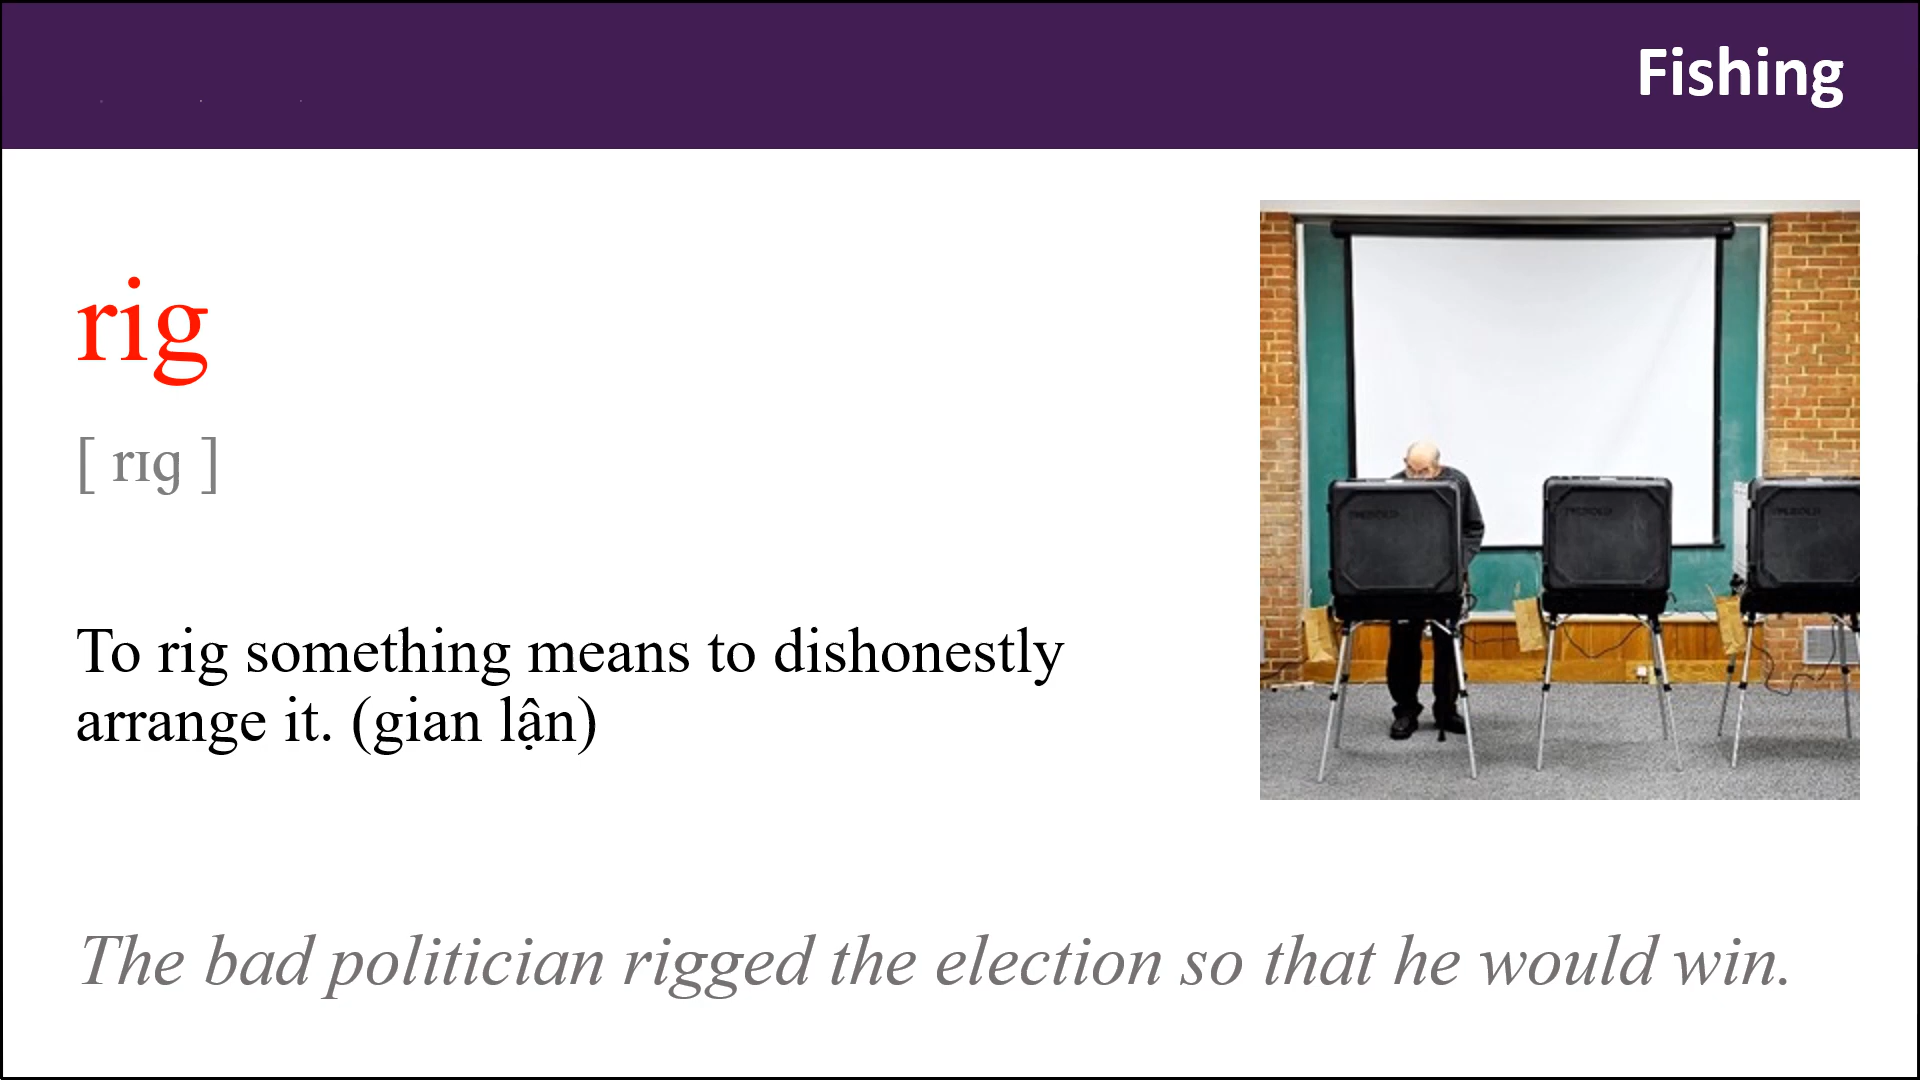 Fishing
rig
[ rɪɡ ]
To rig something means to dishonestly
arrange it. (gian lận)
The bad politician rigged the election so that he would win.